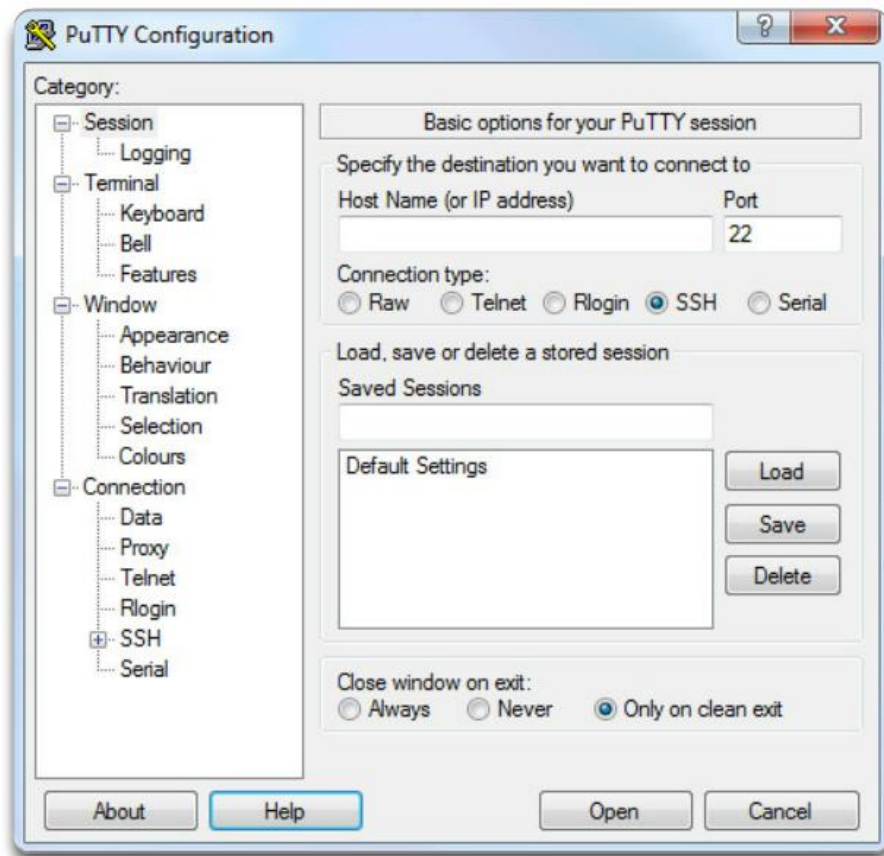 PuTTY Configuration
?
X
Category:
Session
Logging
Terminal
Keyboard
Bell
Features
Window
Appearance
Behaviour
Translation
Selection
Colours
Connection
Data
Proxy
Telnet
Rlogin
SSH
Serial
Basic options for your PuTTY session
Specify the destination you want to connect to
Host Name (or IP address) Port
22
Connection type:
Raw Telnet Rlogin SSH Serial
Load, save or delete a stored session
Saved Sessions
Default Settings
Load
Save
Delete
Close window on exit:
Always Never Only on clean exit
About Help Open Cancel